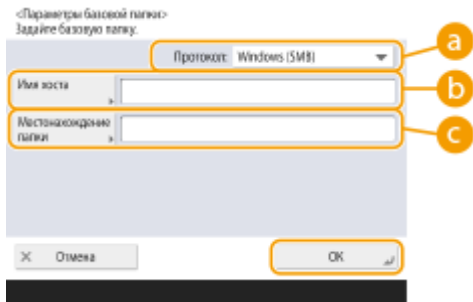 <Параметры базовой папки>
Задайте базовую папку.
Протокол: Windows (SMB)
a
Имя хоста
b
Местонахождение
папки
c
Отмена
OK